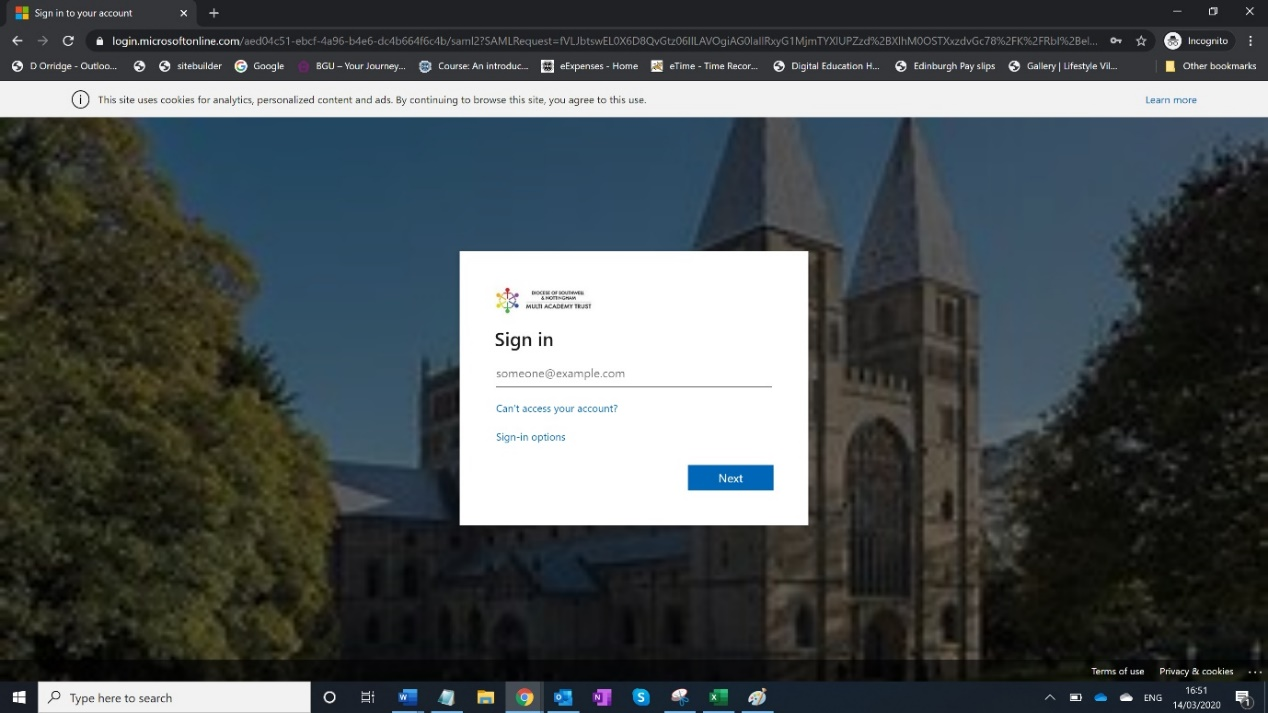 Sign in to your account
login.microsoftonline.com/aed04c51-ebcf-4a96-b4e6-dc4b664f6c4b/saml2?SAMLRequest=
Incognito
D Orridge - Outloo...
sitebuilder
Google
BGU – Your Journey...
Course: An introduc...
eExpenses - Home
eTime - Time Recor...
Digital Education H...
Edinburgh Pay slips
Gallery | Lifestyle Vil...
Other bookmarks
This site uses cookies for analytics, personalized content and ads. By continuing to browse this site, you agree to this use.
Learn more
DIOCESE OF SOUTHWELL
& NOTTINGHAM
MULTI ACADEMY TRUST
Sign in
someone@example.com
Can't access your account?
Sign-in options
Next
Terms of use
Privacy & cookies
Type here to search
ENG
16:51
14/03/2020